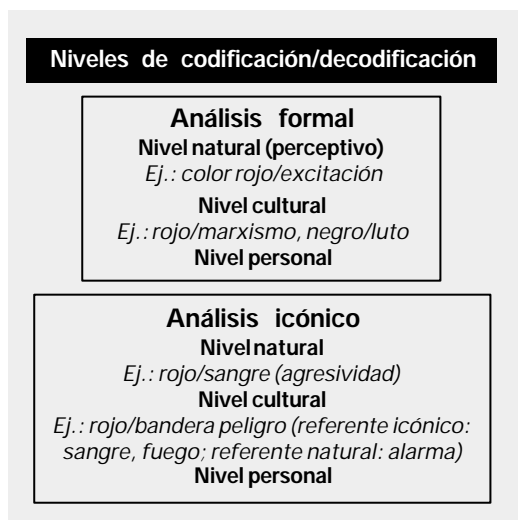 Niveles de codificación/decodificación
Análisis formal
Nivel natural (perceptivo)
Ej.: color rojo/excitación
Nivel cultural
Ej.: rojo/marxismo, negro/luto
Nivel personal
Análisis icónico
Nivel natural
Ej.: rojo/sangre (agresividad)
Nivel cultural
Ej.: rojo/bandera peligro (referente icónico:
sangre, fuego; referente natural: alarma)
Nivel personal